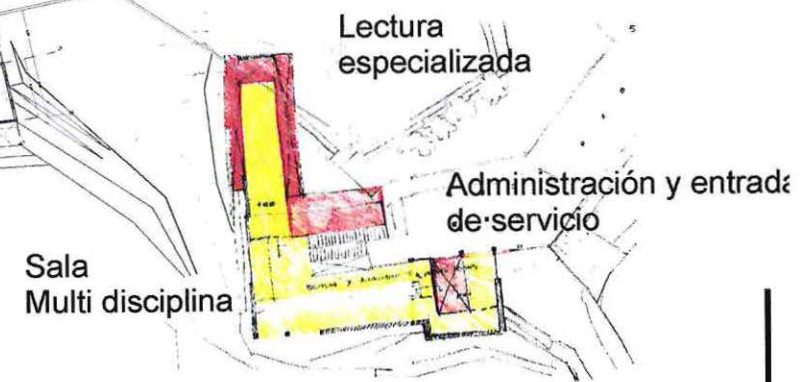 Lectura
especializada
Administración y entrada
de·servicio
Sala
Multi disciplina